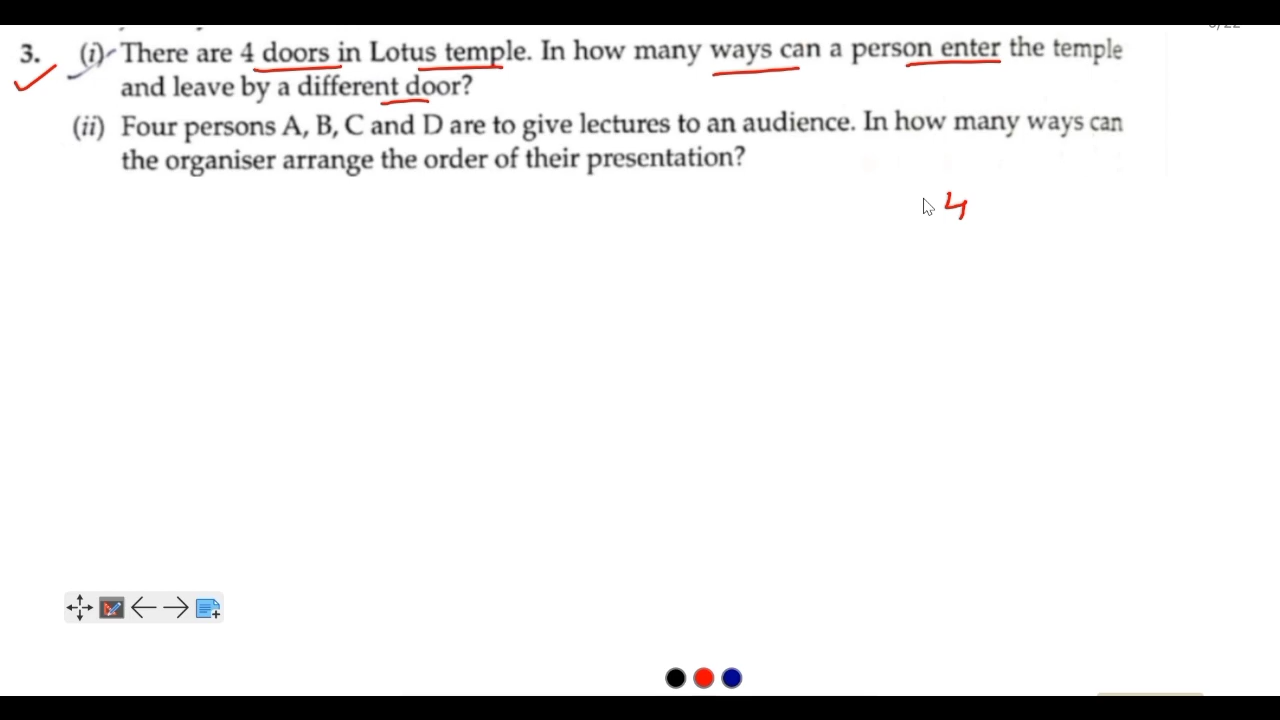 3. (i) There are 4 doors in Lotus temple. In how many ways can a person enter the temple
and leave by a different door?
(ii) Four persons A, B, C and D are to give lectures to an audience. In how many ways can
the organiser arrange the order of their presentation?
4